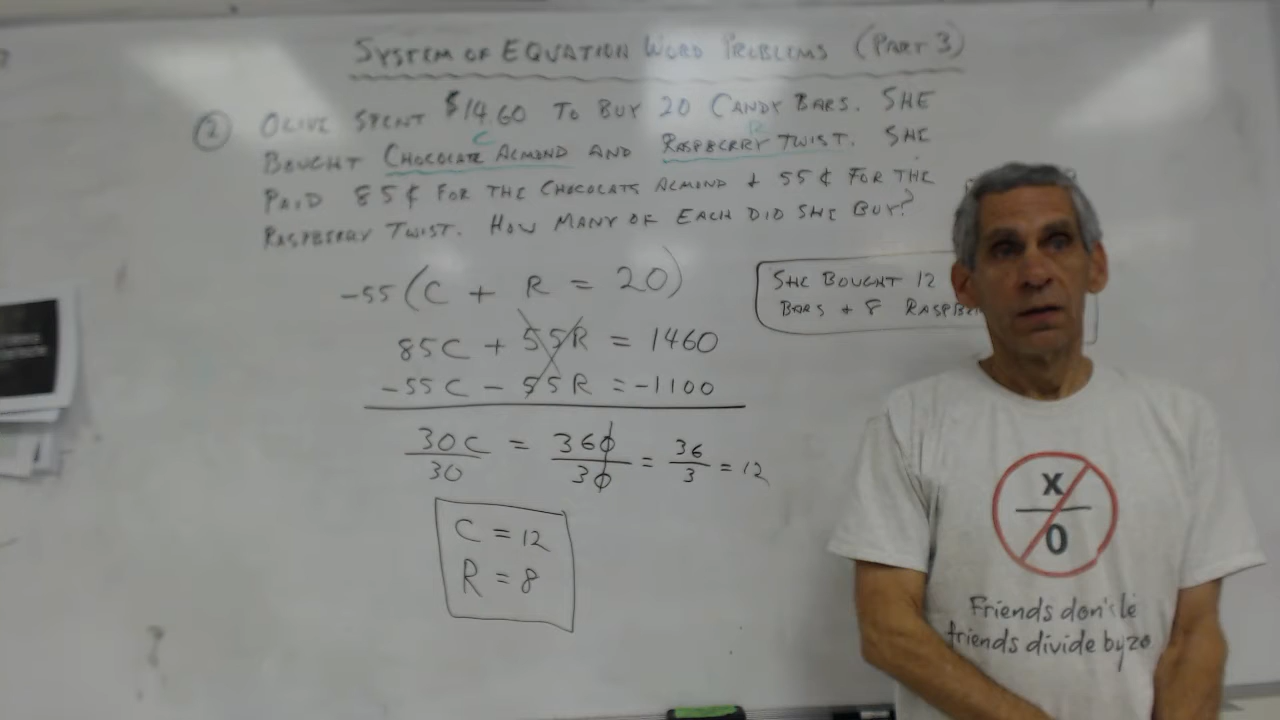 SYSTEM OF EQUATION WORD PROBLEMS (PART 3)
② OLIVE SPENT $14.60 TO BUY 20 CANDY BARS. SHE
C R
BOUGHT CHOCOLATE ALMOND AND RASPBERRY TWIST. SHE
PAID 85¢ FOR THE CHOCOLATE ALMOND + 55¢ FOR THE
RASPBERRY TWIST. HOW MANY OF EACH DID SHE BUY?
-55 (C + R = 20)
85C + 55R = 1460
-55C - 55R = -1100
30C/30 = 360/30 = 36/3 = 12
C = 12
R = 8
SHE BOUGHT 12
BARS + 8
X
0
Friends don't le
friends divide by ze